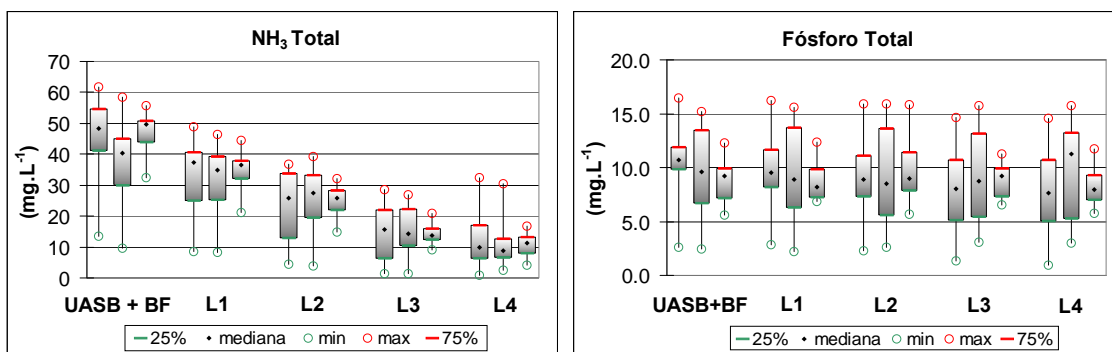 NH3 Total
(mg.L-1)
70
60
50
40
30
20
10
0
UASB + BF L1 L2 L3 L4
25% mediana min max 75%
Fósforo Total
(mg.L-1)
20.0
15.0
10.0
5.0
0.0
UASB+BF L1 L2 L3 L4
25% mediana min max 75%